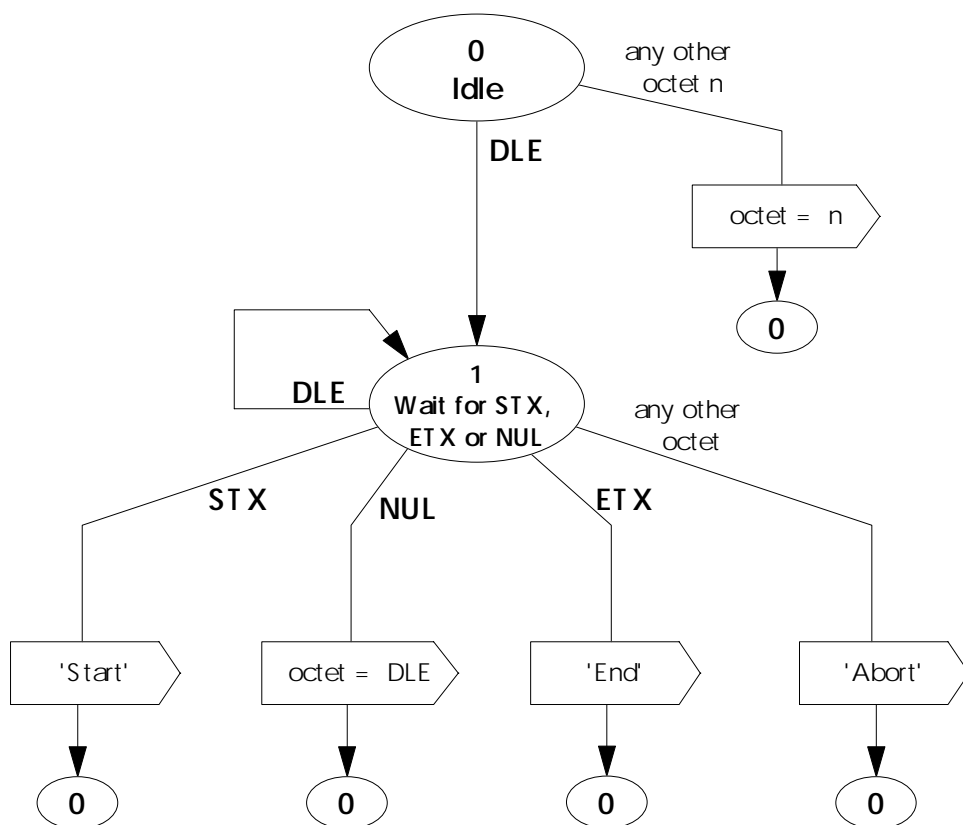 0
Idle
any other
octet n
DLE
octet = n
0
DLE
1
Wait for STX,
ETX or NUL
any other
octet
STX
NUL
ETX
'Start'
octet = DLE
'End'
'Abort'
0
0
0
0